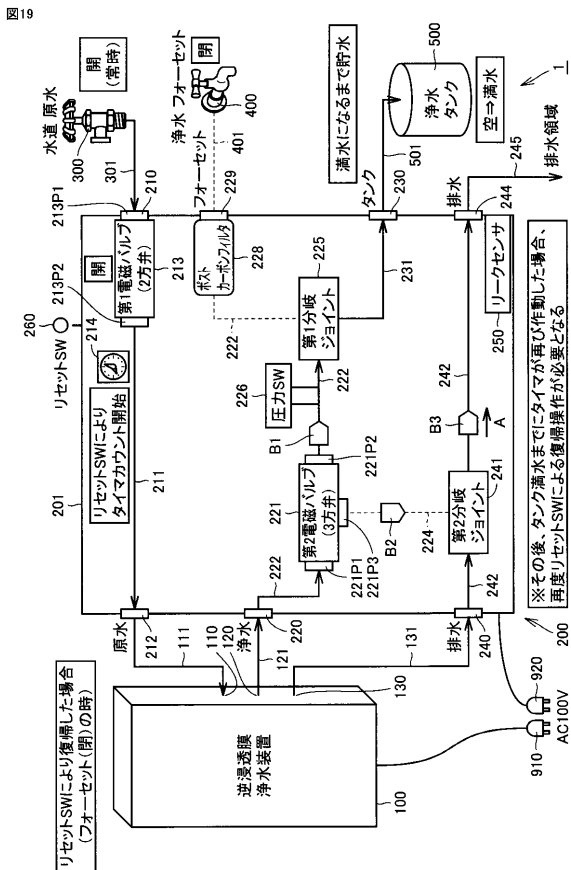 図19
リセットSWにより復帰した場合
(フォーセット(閉)の時)
水道 原水
300
301
開
(常時)
浄水 フォーセット
閉
400
401
満水になるまで貯水
501
500
浄水
タンク
空⇒満水
1
排水領域
245
213P1
210
フォーセット
229
タンク
230
排水
244
213P2
開
第1電磁バルブ
(2方弁)
213
ポスト
カーボンフィルタ
228
260
リセットSW
214
リセットSWにより
タイマカウント開始
211
201
222
225
第1分岐
ジョイント
231
226
圧力SW
222
B1
221P2
221
第2電磁バルブ
(3方弁)
221P1
221P3
222
B2
224
リークセンサ
250
242
B3
A
241
第2分岐
ジョイント
242
原水
212
浄水
220
排水
240
200
※その後、タンク満水までにタイマが再び作動した場合、
再度リセットSWによる復帰操作が必要となる
111
110
120
121
131
130
逆浸透膜
浄水装置
100
920
910
AC100V